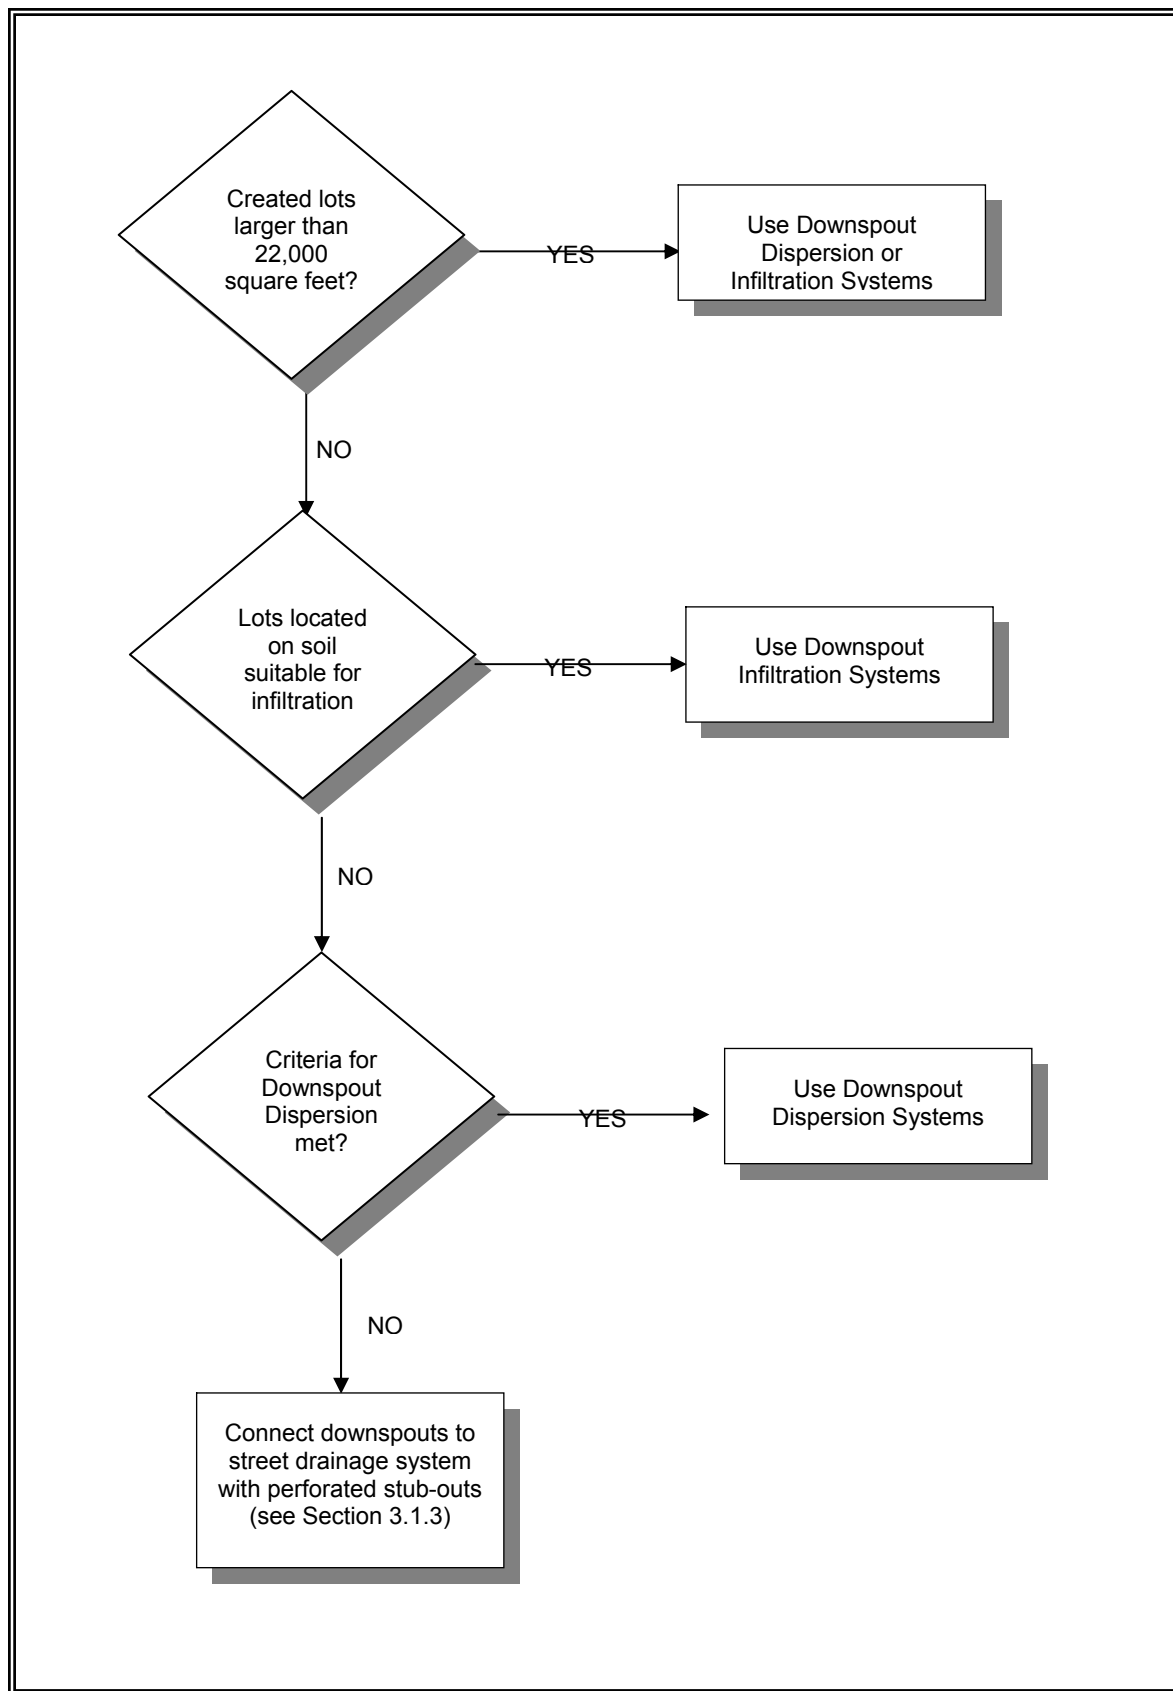 Created lots
larger than
22,000
square feet?
YES
Use Downspout
Dispersion or
Infiltration Systems
NO
Lots located
on soil
suitable for
infiltration
YES
Use Downspout
Infiltration Systems
NO
Criteria for
Downspout
Dispersion
met?
YES
Use Downspout
Dispersion Systems
NO
Connect downspouts to
street drainage system
with perforated stub-outs
(see Section 3.1.3)